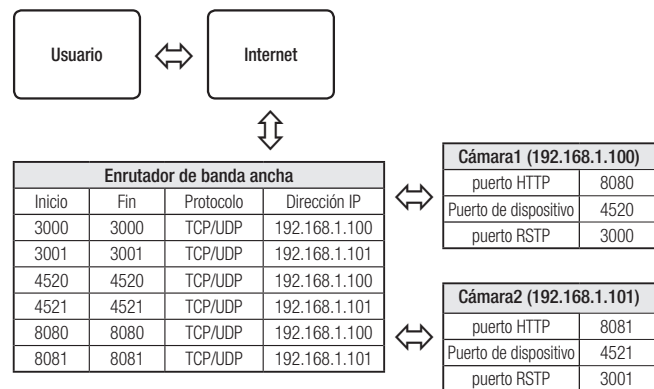 Usuario
Internet
Enrutador de banda ancha
Inicio Fin Protocolo Dirección IP
3000 3000 TCP/UDP 192.168.1.100
3001 3001 TCP/UDP 192.168.1.101
4520 4520 TCP/UDP 192.168.1.100
4521 4521 TCP/UDP 192.168.1.101
8080 8080 TCP/UDP 192.168.1.100
8081 8081 TCP/UDP 192.168.1.101
Cámara1 (192.168.1.100)
puerto HTTP 8080
Puerto de dispositivo 4520
puerto RSTP 3000
Cámara2 (192.168.1.101)
puerto HTTP 8081
Puerto de dispositivo 4521
puerto RSTP 3001